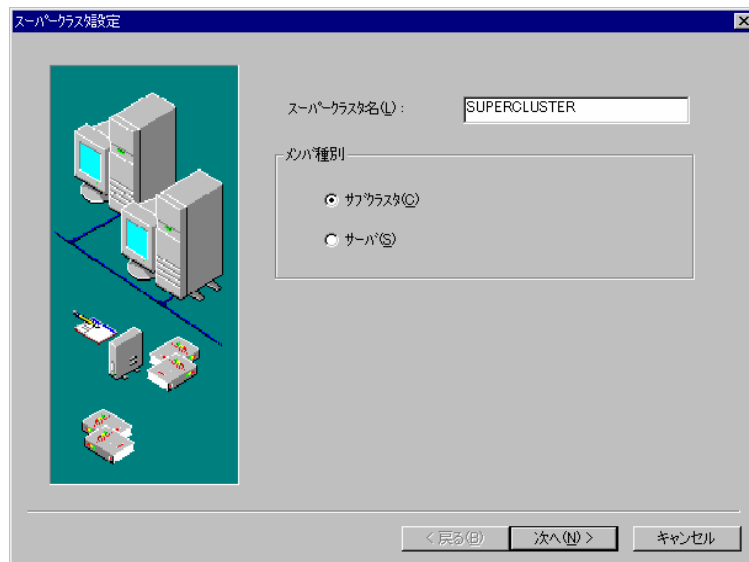 スーパークラスタ設定
スーパークラスタ名(L) :
SUPERCLUSTER
メンバ種別
サブクラスタ(C)
サーバ(S)
< 戻る(B)
次へ(N) >
キャンセル